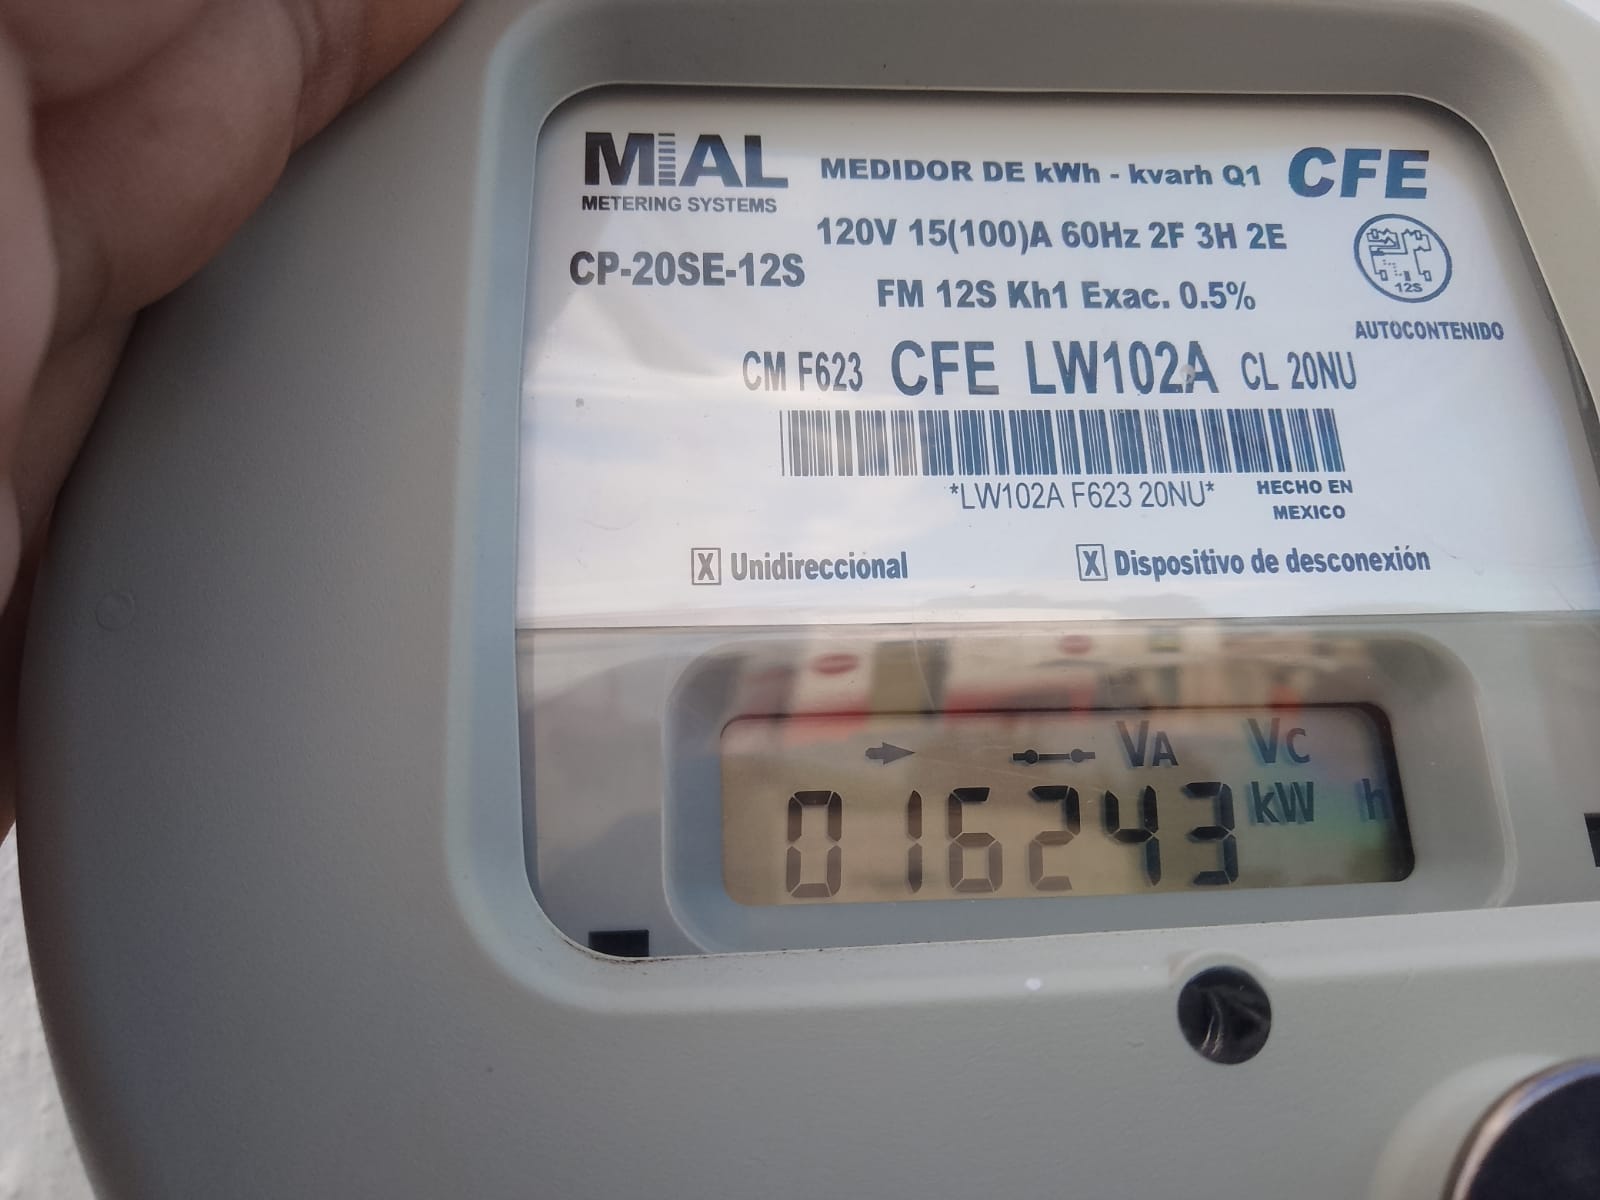 MIAL
METERING SYSTEMS
MEDIDOR DE kWh - kvarh Q1
CFE
120V 15(100)A 60Hz 2F 3H 2E
CP-20SE-12S
FM 12S Kh1 Exac. 0.5%
12S
AUTOCONTENIDO
CM F623 CFE LW102A CL 20NU
*LW102A F623 20NU*
HECHO EN
MEXICO
X Unidireccional
X Dispositivo de desconexión
VA VC
016243 kW h